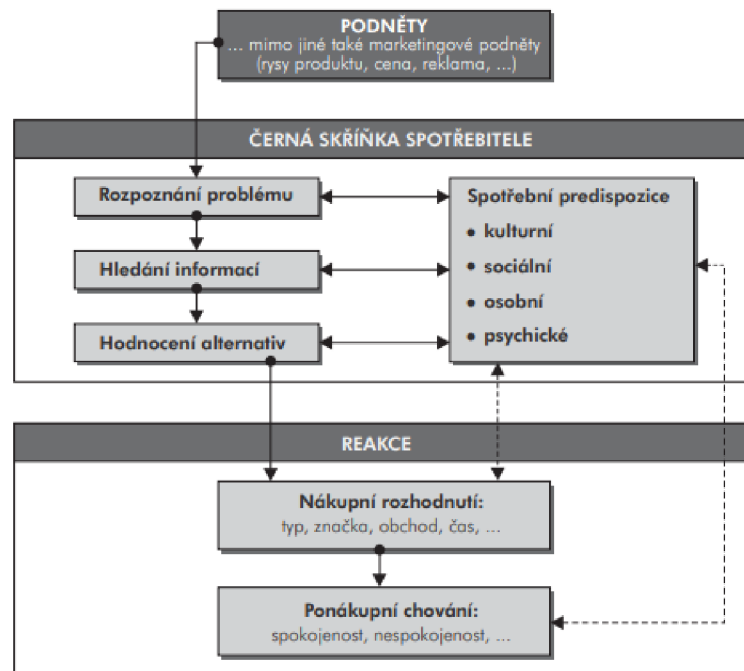 PODNĚTY
... mimo jiné také marketingové podněty
(rysy produktu, cena, reklama, ...)
ČERNÁ SKŘÍŇKA SPOTŘEBITELE
Rozpoznání problému
Hledání informací
Hodnocení alternativ
Spotřební predispozice
• kulturní
• sociální
• osobní
• psychické
REAKCE
Nákupní rozhodnutí:
typ, značka, obchod, čas, ...
Ponákupní chování:
spokojenost, nespokojenost, ...